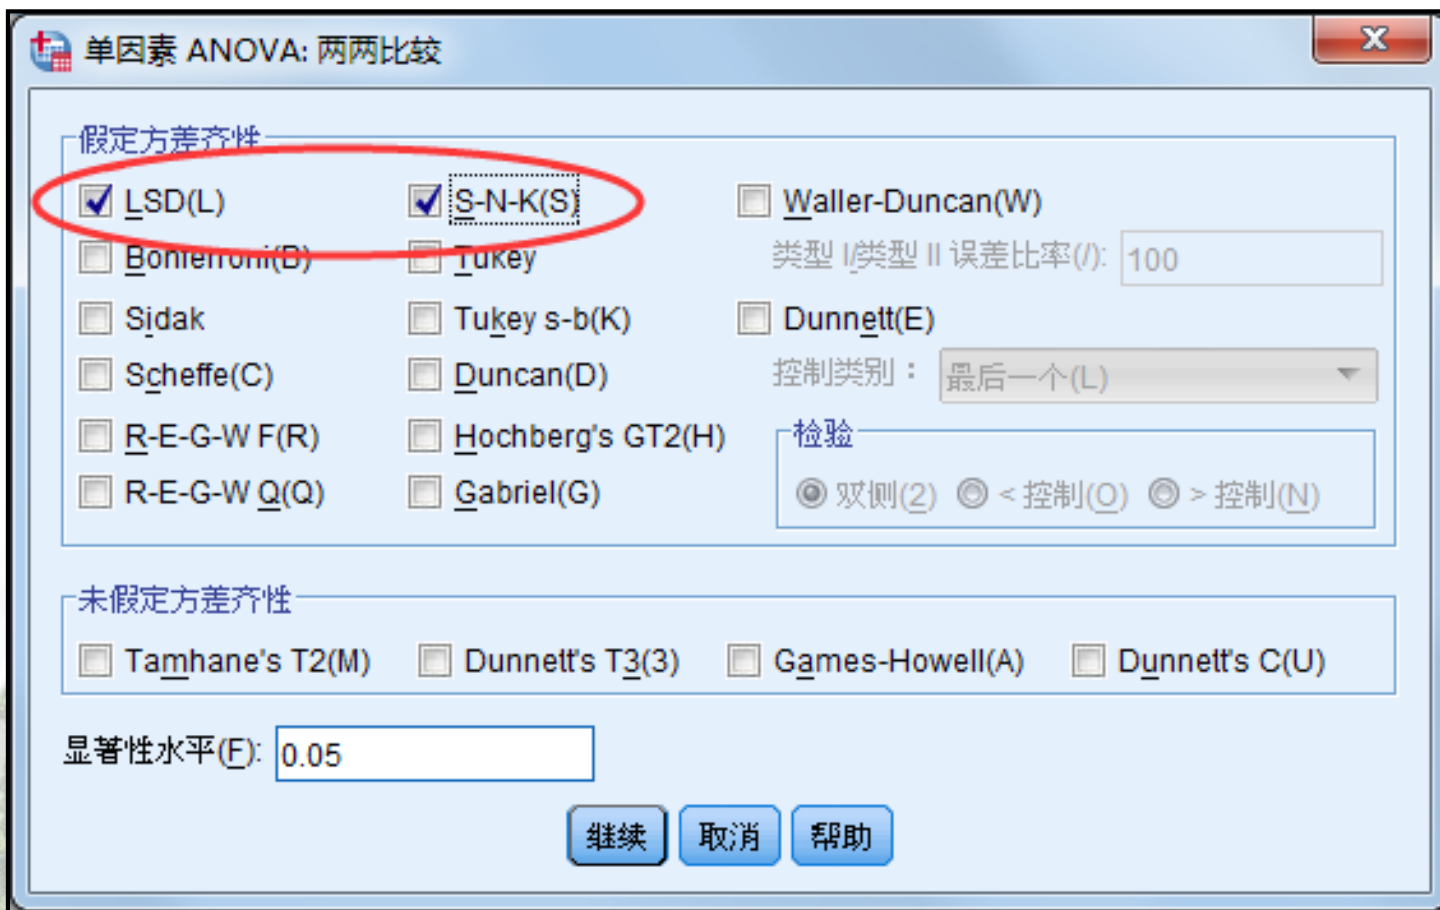 单因素 ANOVA: 两两比较
假定方差齐性
LSD(L) S-N-K(S) Waller-Duncan(W)
Bonferroni(B) Tukey 类型 I/类型 II 误差比率(/): 100
Sidak Tukey s-b(K) Dunnett(E)
Scheffe(C) Duncan(D) 控制类别： 最后一个(L)
R-E-G-W F(R) Hochberg's GT2(H) 检验
R-E-G-W Q(Q) Gabriel(G) 双侧(2) < 控制(O) > 控制(N)
未假定方差齐性
Tamhane's T2(M) Dunnett's T3(3) Games-Howell(A) Dunnett's C(U)
显著性水平(F): 0.05
继续 取消 帮助